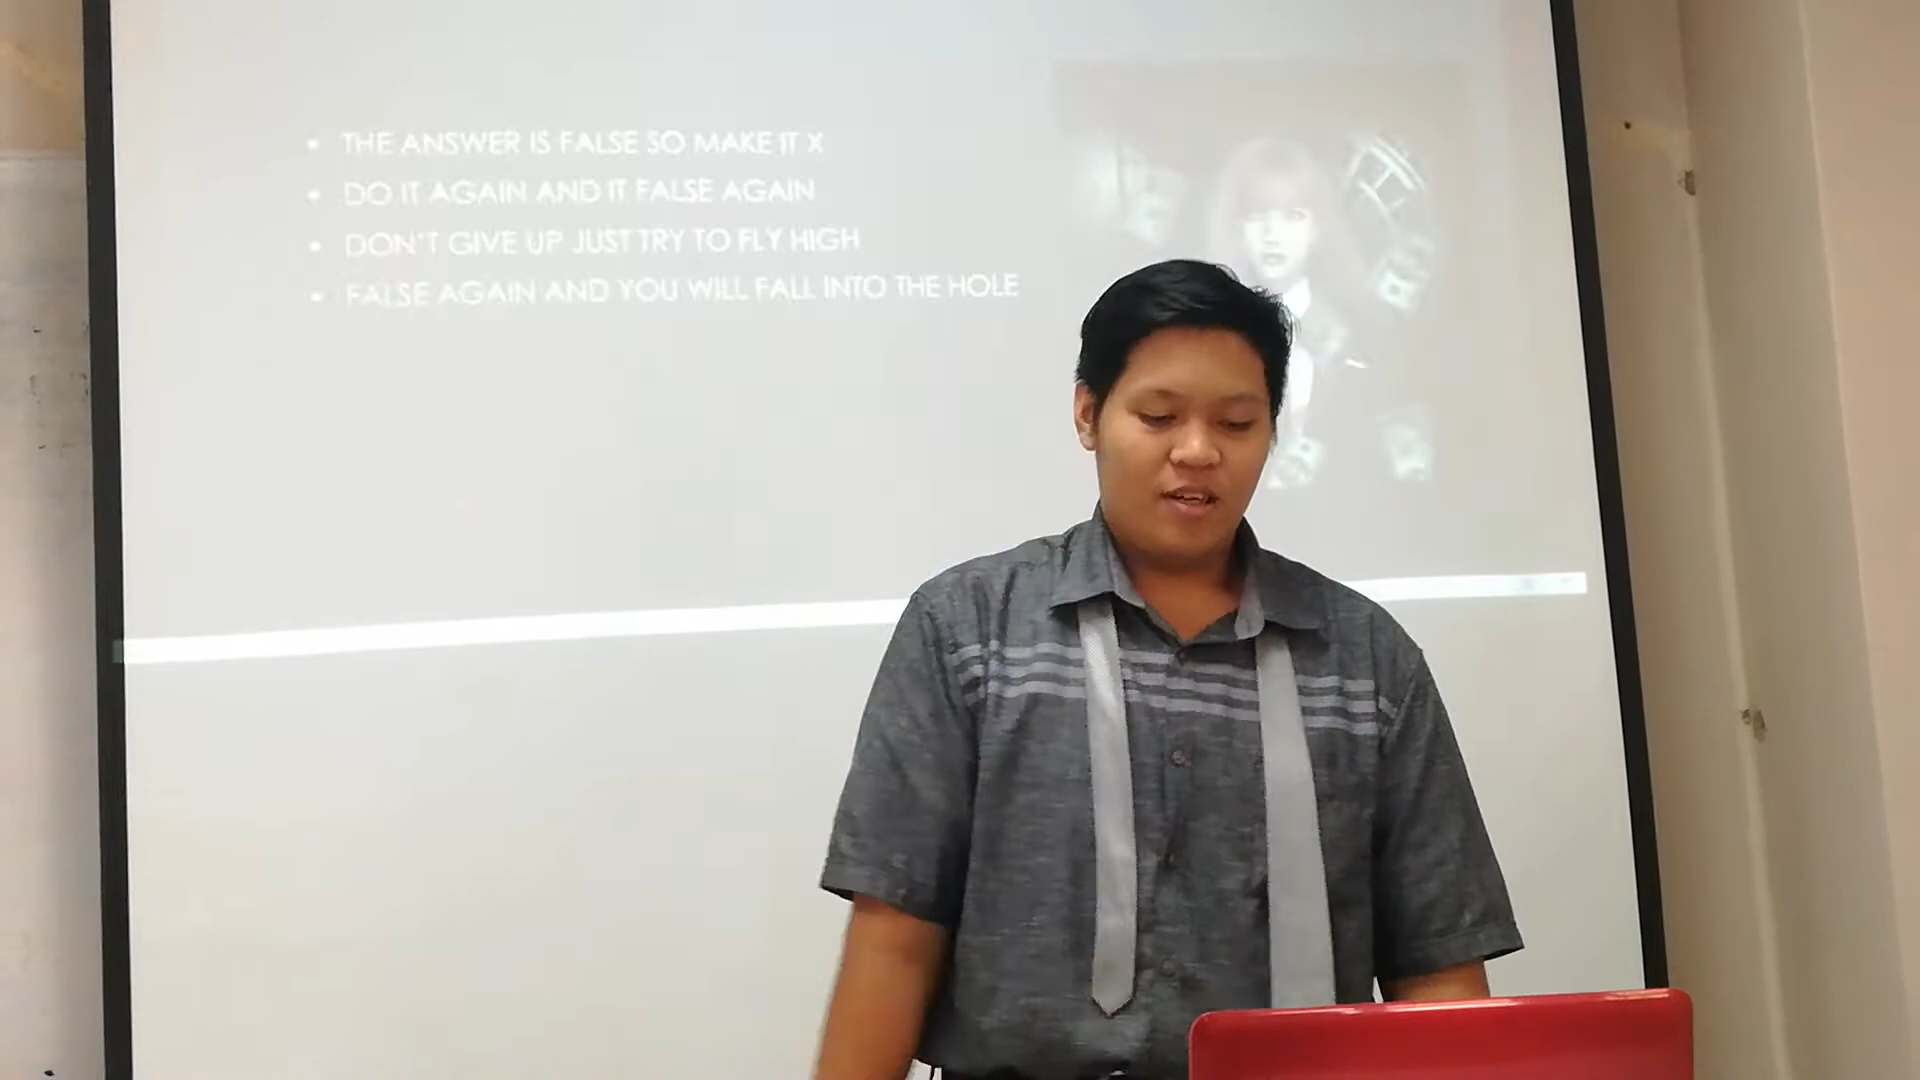 THE ANSWER IS FALSE SO MAKE IT X
DO IT AGAIN AND IT FALSE AGAIN
DON'T GIVE UP JUST TRY TO FLY HIGH
FALSE AGAIN AND YOU WILL FALL INTO THE HOLE